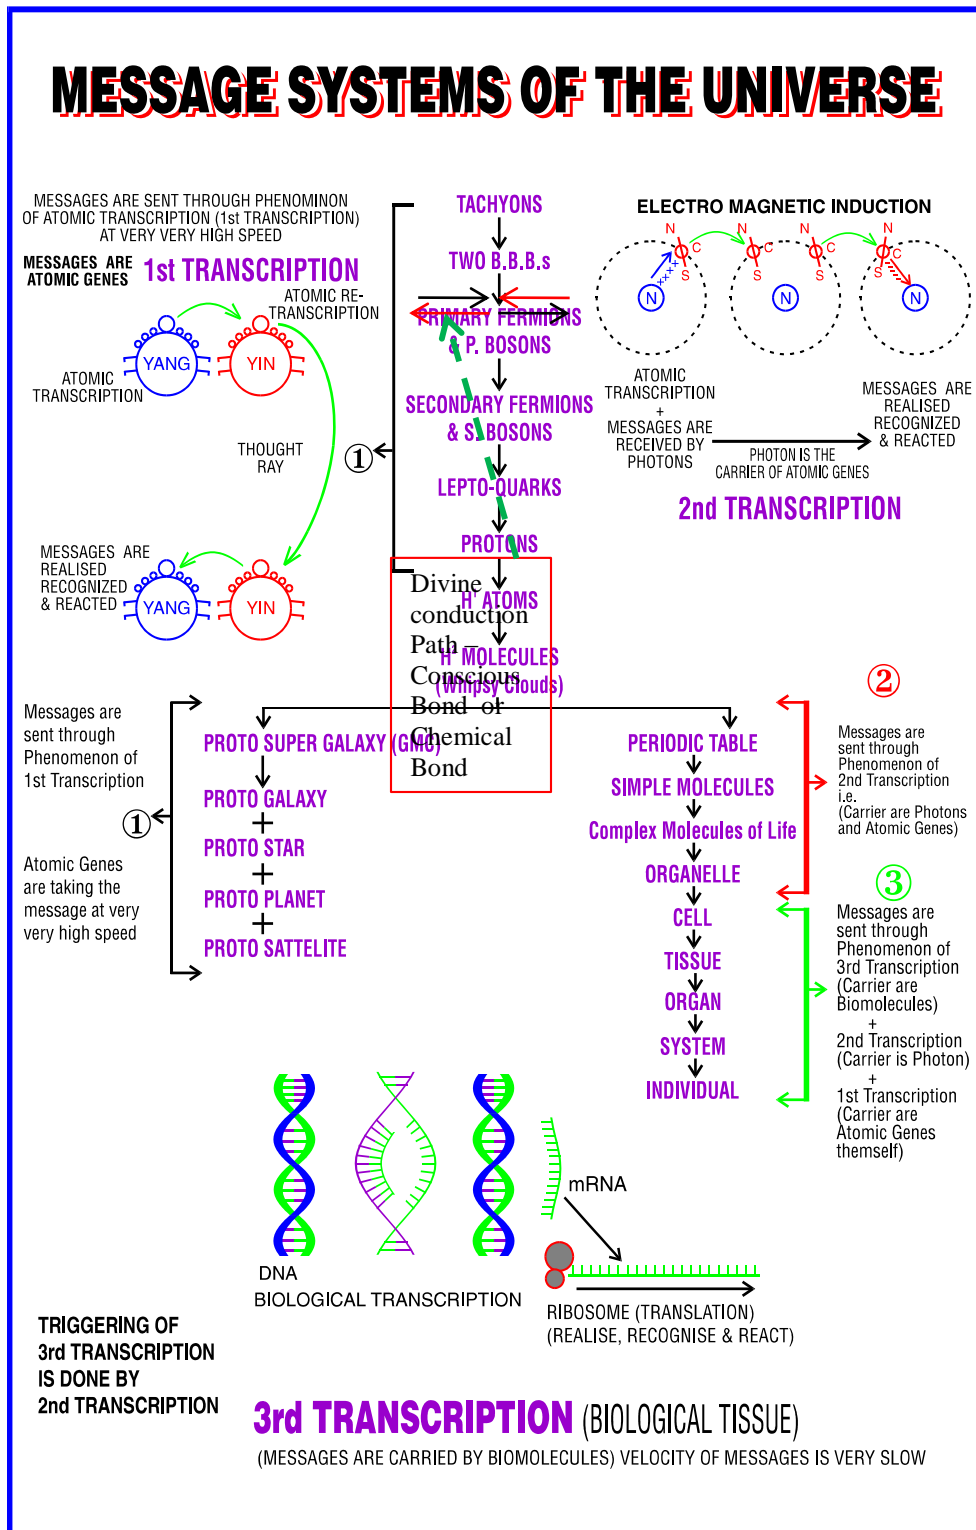 MESSAGE SYSTEMS OF THE UNIVERSE
MESSAGES ARE SENT THROUGH PHENOMINON
OF ATOMIC TRANSCRIPTION (1st TRANSCRIPTION)
AT VERY VERY HIGH SPEED
MESSAGES ARE
ATOMIC GENES
1st TRANSCRIPTION
ATOMIC RE-
TRANSCRIPTION
YANG
YIN
ATOMIC
TRANSCRIPTION
THOUGHT
RAY
MESSAGES ARE
REALISED
RECOGNIZED
& REACTED
YANG
YIN
1
TACHYONS
TWO B.B.B.s
PRIMARY FERMIONS
& P. BOSONS
SECONDARY FERMIONS
& S. BOSONS
LEPTO-QUARKS
PROTONS
H' ATOMS
H' MOLECULES
(Whipsy Clouds)
Divine
conduction
Path –
Conscious
Bond or
Chemical
Bond
ELECTRO MAGNETIC INDUCTION
N
C
S
N
N
C
S
N
N
C
S
N
C
S
N
ATOMIC
TRANSCRIPTION
+
MESSAGES ARE
RECEIVED BY
PHOTONS
PHOTON IS THE
CARRIER OF ATOMIC GENES
MESSAGES ARE
REALISED
RECOGNIZED
& REACTED
2nd TRANSCRIPTION
Messages are
sent through
Phenomenon of
1st Transcription
1
Atomic Genes
are taking the
message at very
very high speed
PROTO SUPER GALAXY (GMC)
PROTO GALAXY
+
PROTO STAR
+
PROTO PLANET
+
PROTO SATTELITE
PERIODIC TABLE
SIMPLE MOLECULES
Complex Molecules of Life
ORGANELLE
CELL
TISSUE
ORGAN
SYSTEM
INDIVIDUAL
2
Messages are
sent through
Phenomenon of
2nd Transcription
i.e.
(Carrier are Photons
and Atomic Genes)
3
Messages are
sent through
Phenomenon of
3rd Transcription
(Carrier are
Biomolecules)
+
2nd Transcription
(Carrier is Photon)
+
1st Transcription
(Carrier are
Atomic Genes
themself)
mRNA
DNA
BIOLOGICAL TRANSCRIPTION
RIBOSOME (TRANSLATION)
(REALISE, RECOGNISE & REACT)
TRIGGERING OF
3rd TRANSCRIPTION
IS DONE BY
2nd TRANSCRIPTION
3rd TRANSCRIPTION (BIOLOGICAL TISSUE)
(MESSAGES ARE CARRIED BY BIOMOLECULES) VELOCITY OF MESSAGES IS VERY SLOW